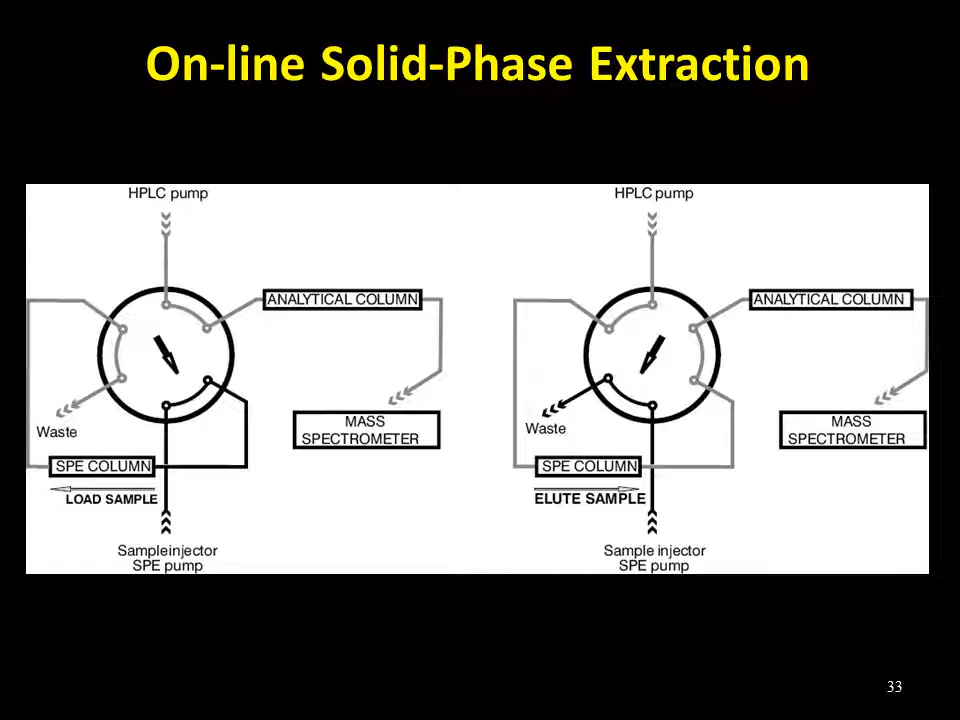 On-line Solid-Phase Extraction
HPLC pump
ANALYTICAL COLUMN
Waste
MASS
SPECTROMETER
SPE COLUMN
LOAD SAMPLE
Sample injector
SPE pump
HPLC pump
ANALYTICAL COLUMN
Waste
MASS
SPECTROMETER
SPE COLUMN
ELUTE SAMPLE
Sample injector
SPE pump
33